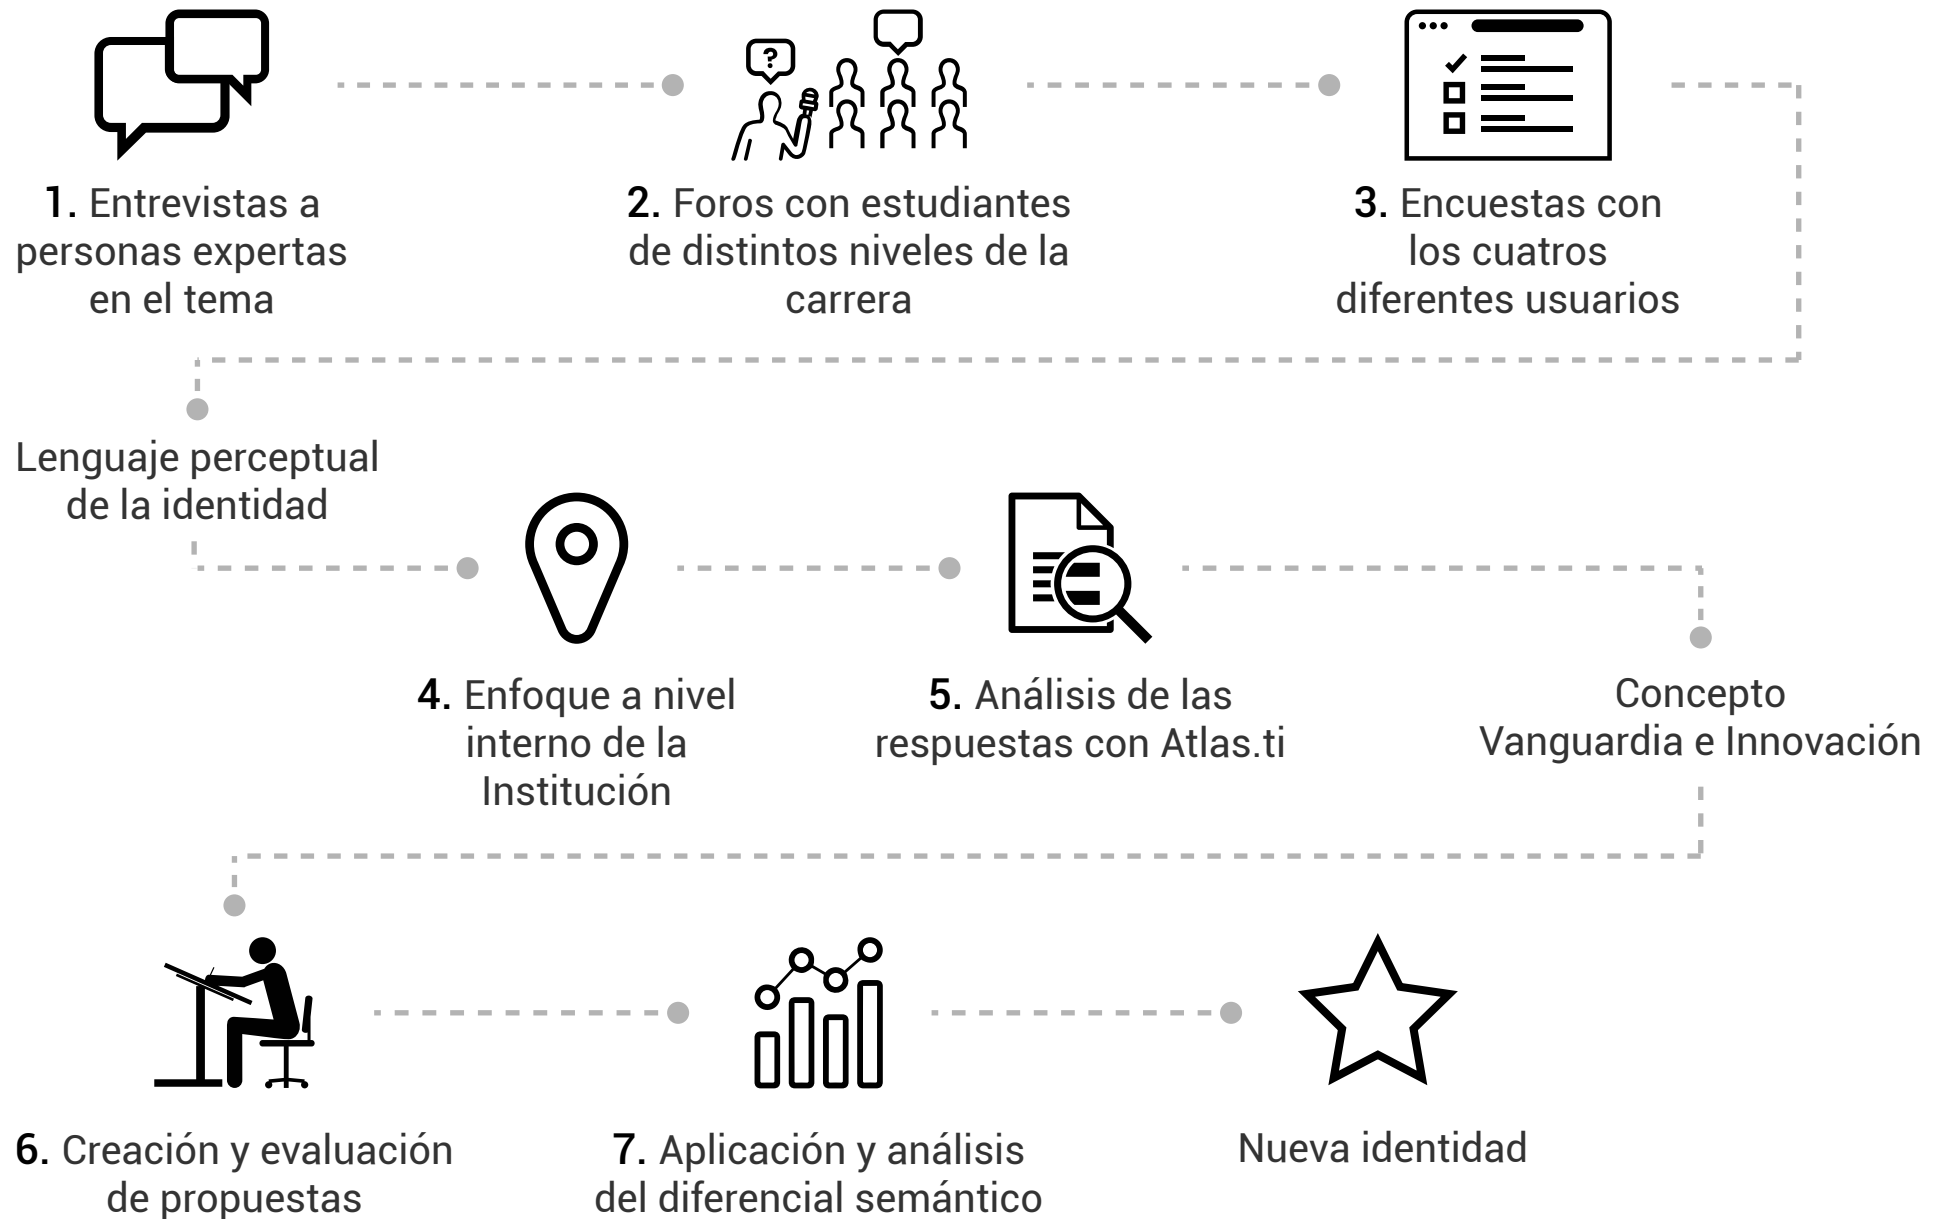 ?
1. Entrevistas a
personas expertas
en el tema
2. Foros con estudiantes
de distintos niveles de la
carrera
3. Encuestas con
los cuatros
diferentes usuarios
Lenguaje perceptual
de la identidad
4. Enfoque a nivel
interno de la
Institución
5. Análisis de las
respuestas con Atlas.ti
Concepto
Vanguardia e Innovación
6. Creación y evaluación
de propuestas
7. Aplicación y análisis
del diferencial semántico
Nueva identidad